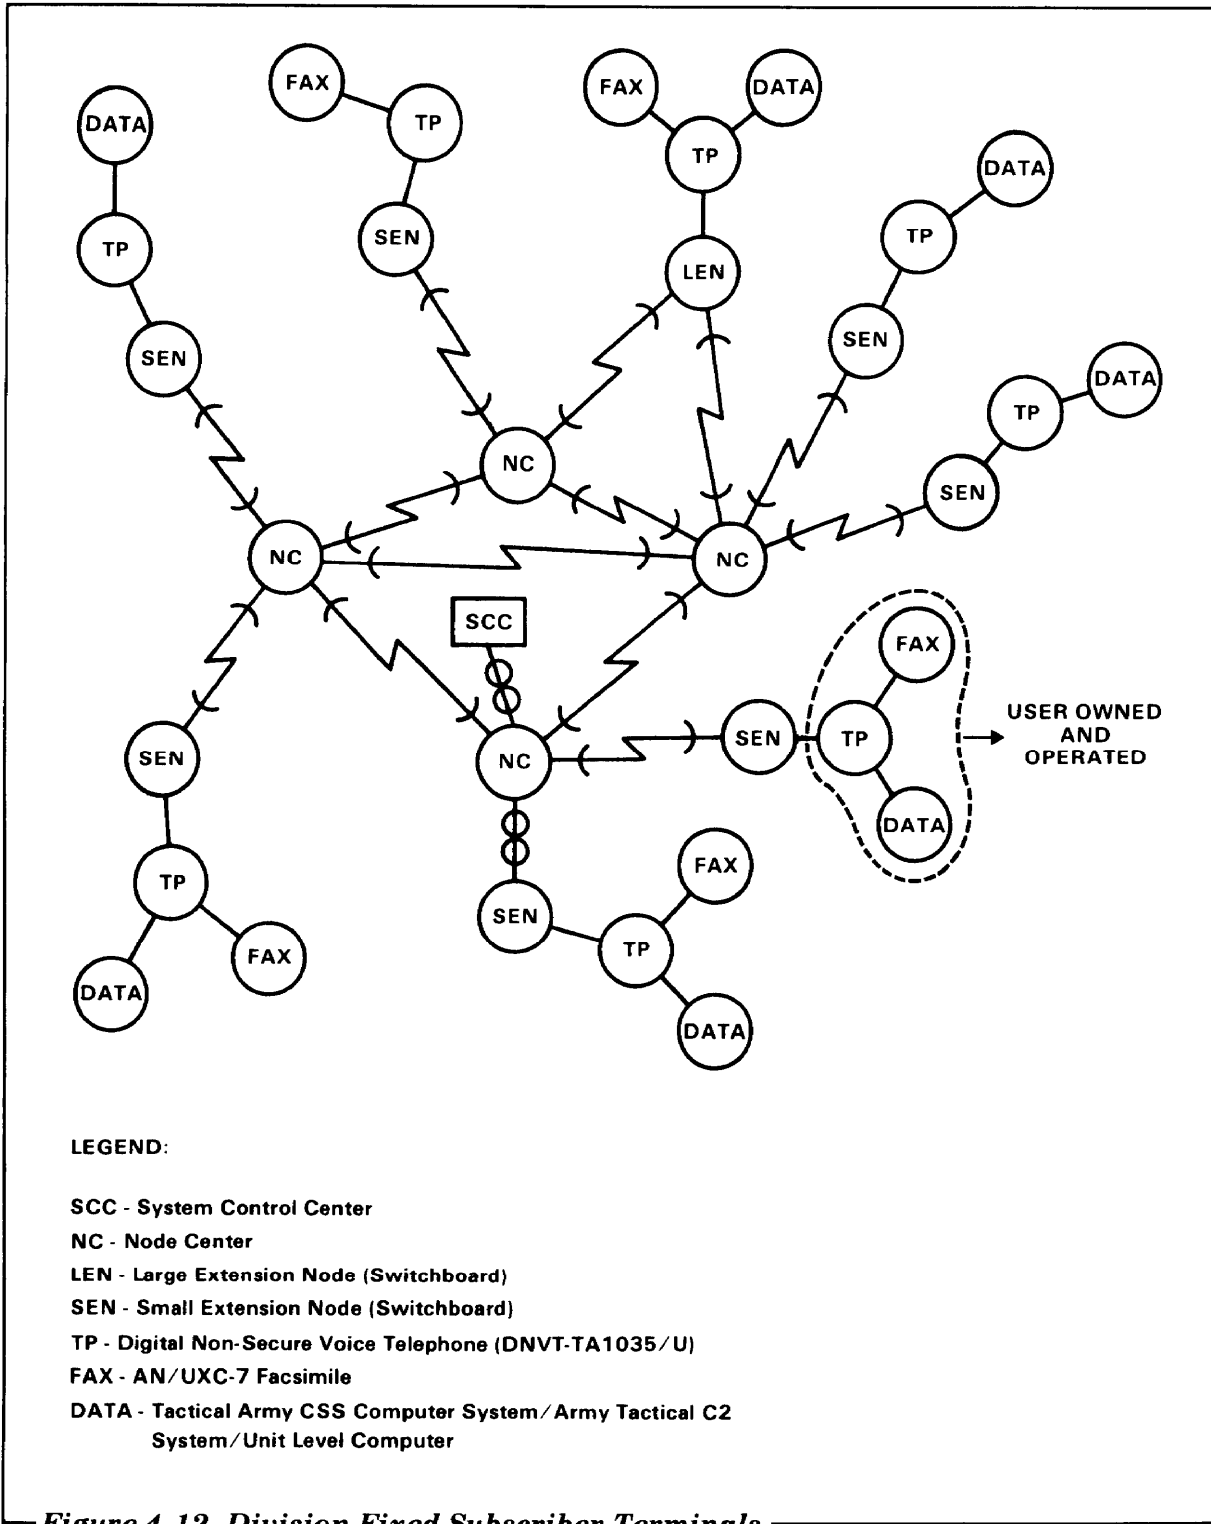 FAX
FAX
DATA
DATA
TP
TP
DATA
TP
SEN
TP
TP
LEN
SEN
SEN
DATA
TP
NC
SEN
NC
NC
SCC
FAX
USER OWNED
AND
OPERATED
SEN
TP
SEN
NC
DATA
FAX
TP
SEN
TP
FAX
DATA
DATA
LEGEND:
SCC - System Control Center
NC - Node Center
LEN - Large Extension Node (Switchboard)
SEN - Small Extension Node (Switchboard)
TP - Digital Non-Secure Voice Telephone (DNVT-TA1035/U)
FAX - AN/UXC-7 Facsimile
DATA - Tactical Army CSS Computer System/Army Tactical C2
System/Unit Level Computer
Figure 4-12. Division Fixed Subscriber Terminals